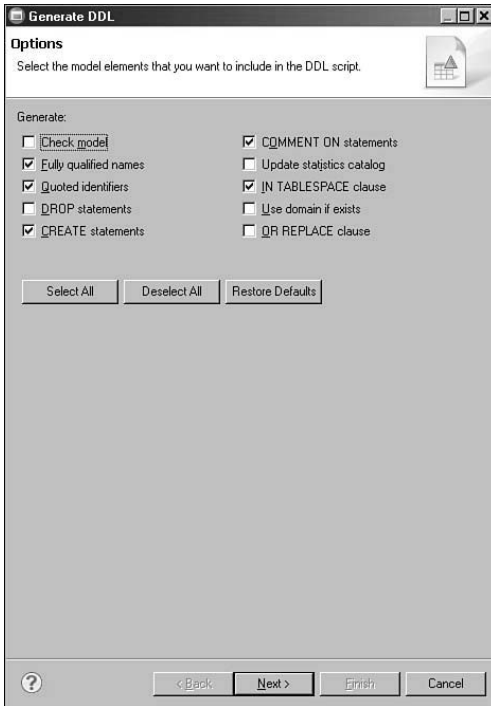 Generate DDL
Options
Select the model elements that you want to include in the DDL script.
Generate:
Check model
Fully qualified names
Quoted identifiers
DROP statements
CREATE statements
COMMENT ON statements
Update statistics catalog
IN TABLESPACE clause
Use domain if exists
OR REPLACE clause
Select All Deselect All Restore Defaults
? < Back Next > Finish Cancel